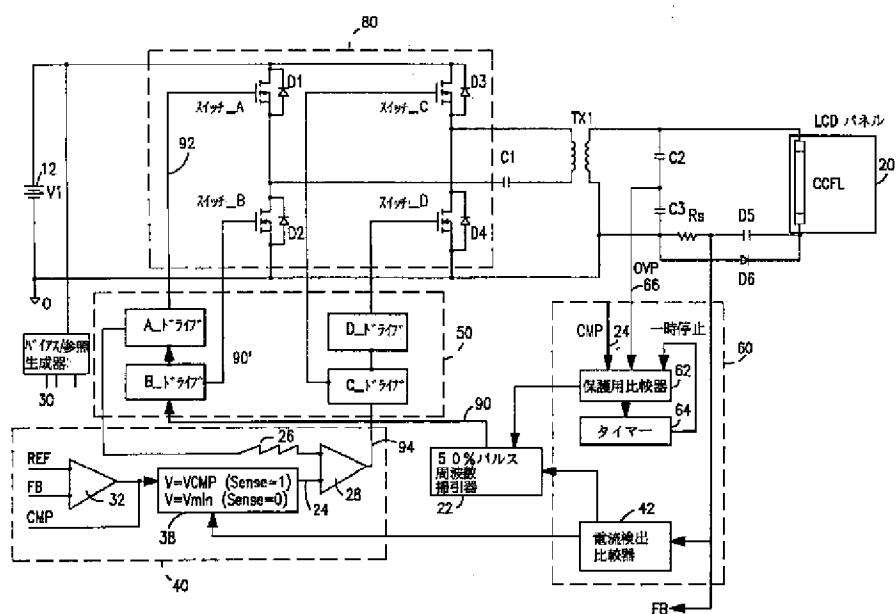 80
D1
D3
スイッチ_A
スイッチ_C
TX1
LCD パネル
92
12
V1
C1
C2
CCFL
20
スイッチ_B
スイッチ_D
C3
Rs
D5
D2
D4
D6
0
OVP
66
A_ドライブ
D_ドライブ
50
CMP
24
一時停止
60
バイアス/参照
生成器
90'
B_ドライブ
C_ドライブ
保護用比較器
62
30
90
タイマー
64
26
94
REF
FB
CMP
32
V=VCMP (Sense=1)
V=Vmin (Sense=0)
24
28
50%パルス
周波数
掃引器
22
38
42
電流検出
比較器
40
FB